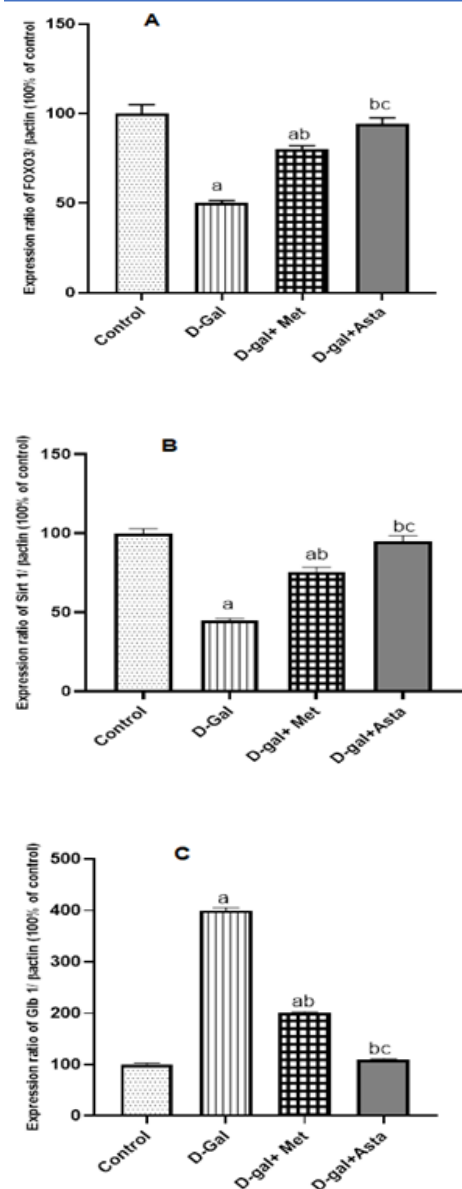 A
Expression ratio of FOXO3/ βactin (100% of control
150
100
50
0
a
ab
bc
Control
D-Gal
D-gal+ Met
D-gal+Asta
B
Expression ratio of Sirt 1/ βactin (100% of control)
150
100
50
0
a
ab
bc
Control
D-Gal
D-gal+ Met
D-gal+Asta
C
Expression ratio of Glb 1/ βactin (100% of control)
500
400
300
200
100
0
a
ab
bc
Control
D-Gal
D-gal+ Met
D-gal+Asta